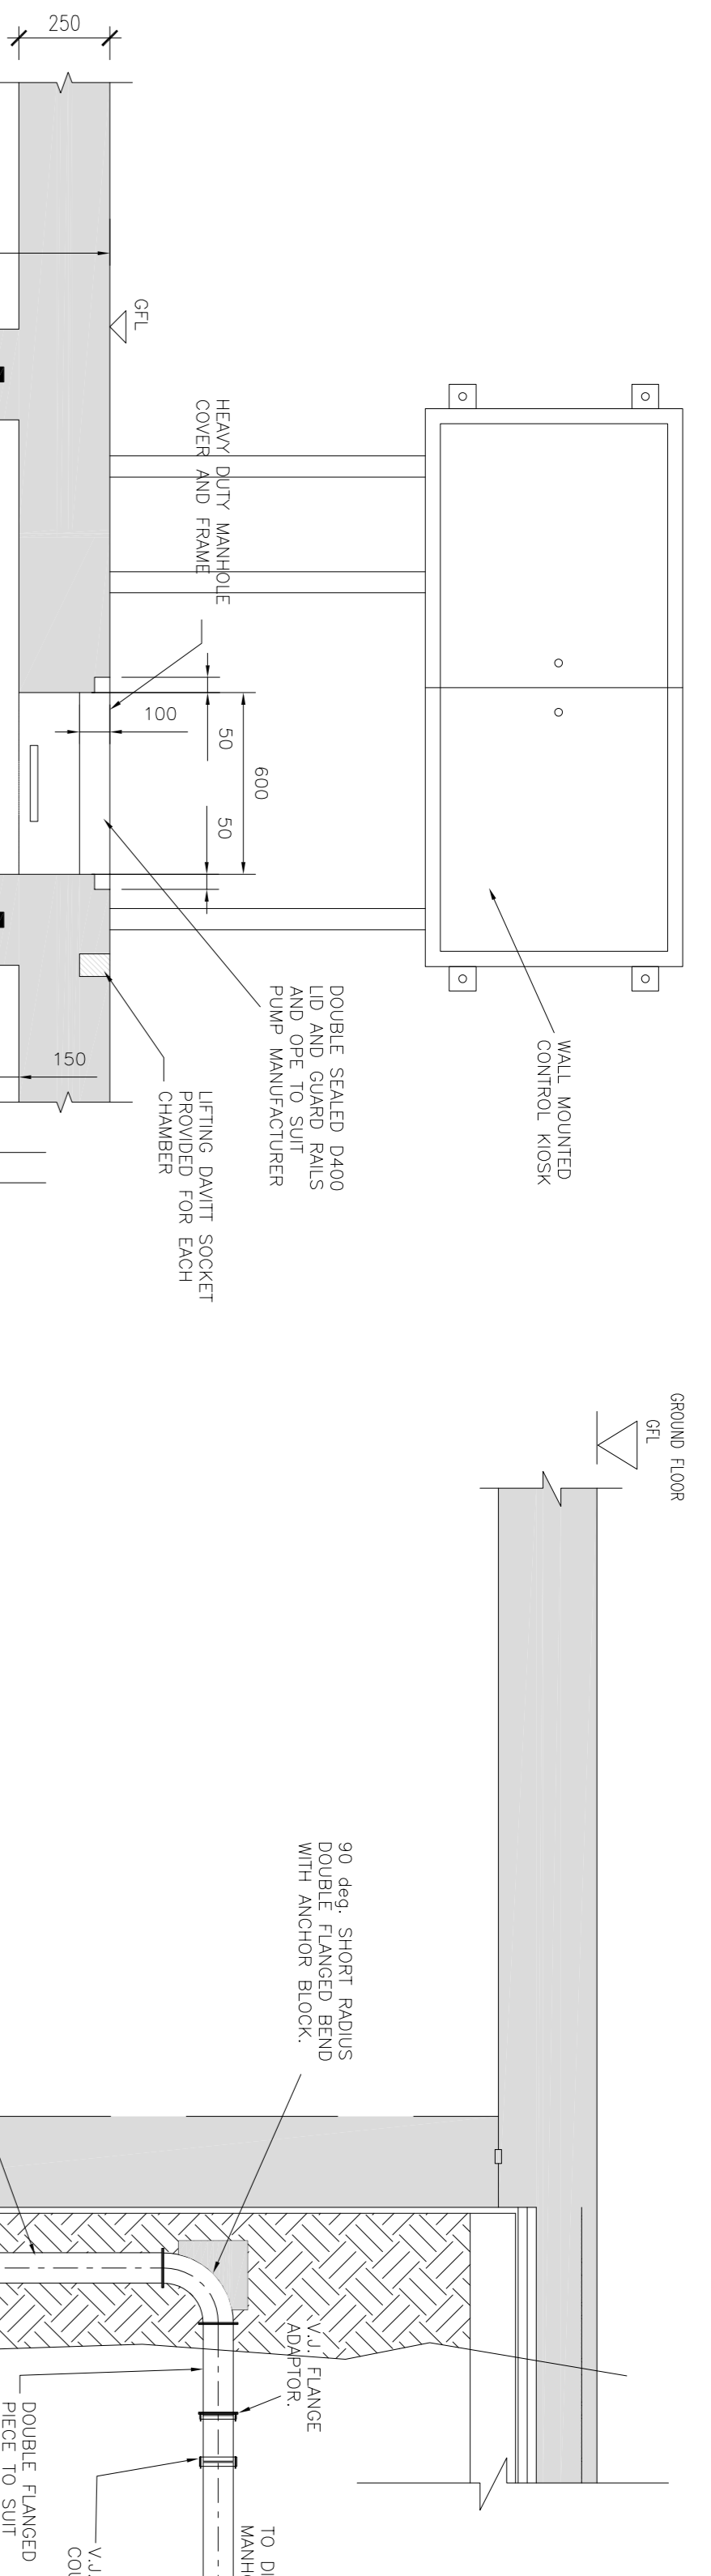 250
GFL
HEAVY DUTY MANHOLE
COVER AND FRAME
100
50
600
50
150
WALL MOUNTED
CONTROL KIOSK
DOUBLE SEALED D400
LID AND GUARD RAILS
AND OPE TO SUIT
PUMP MANUFACTURER
LIFTING DAVITT SOCKET
PROVIDED FOR EACH
CHAMBER
GROUND FLOOR
GFL
90 deg. SHORT RADIUS
DOUBLE FLANGED BEND
WITH ANCHOR BLOCK.
V.J. FLANGE
ADAPTOR.
DOUBLE FLANGED
PIECE TO SUIT
V.J.
TO